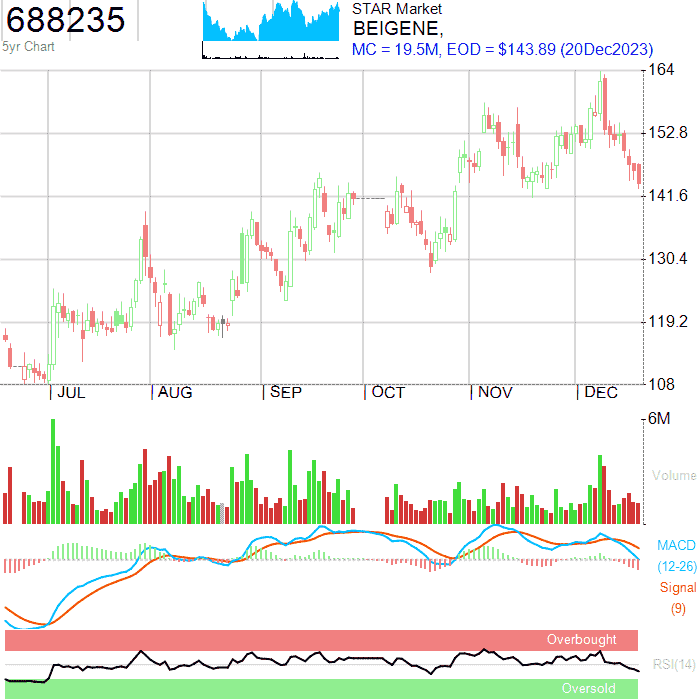 688235
STAR Market
BEIGENE,
5yr Chart
MC = 19.5M, EOD = $143.89 (20Dec2023)
164
152.8
141.6
130.4
119.2
108
JUL AUG SEP OCT NOV DEC
6M
Volume
MACD
(12-26)
Signal
(9)
Overbought
RSI(14)
Oversold